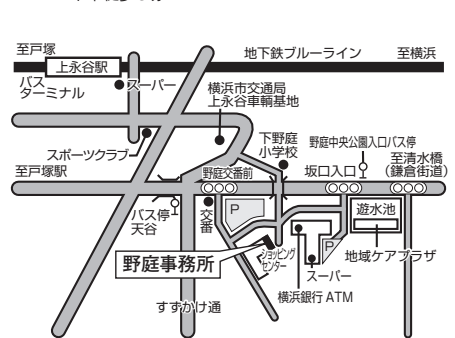 至戸塚
地下鉄ブルーライン
至横浜
上永谷駅
バス
ターミナル
スーパー
横浜市交通局
上永谷車輌基地
スポーツクラブ
下野庭
小学校
野庭中央公園入口バス停
至清水橋
(鎌倉街道)
至戸塚駅
野庭交番前
坂口入口
バス停
天谷
交番
P
遊水池
野庭事務所
ショッピング
センター
P
地域ケアプラザ
スーパー
横浜銀行 ATM
すずかけ通